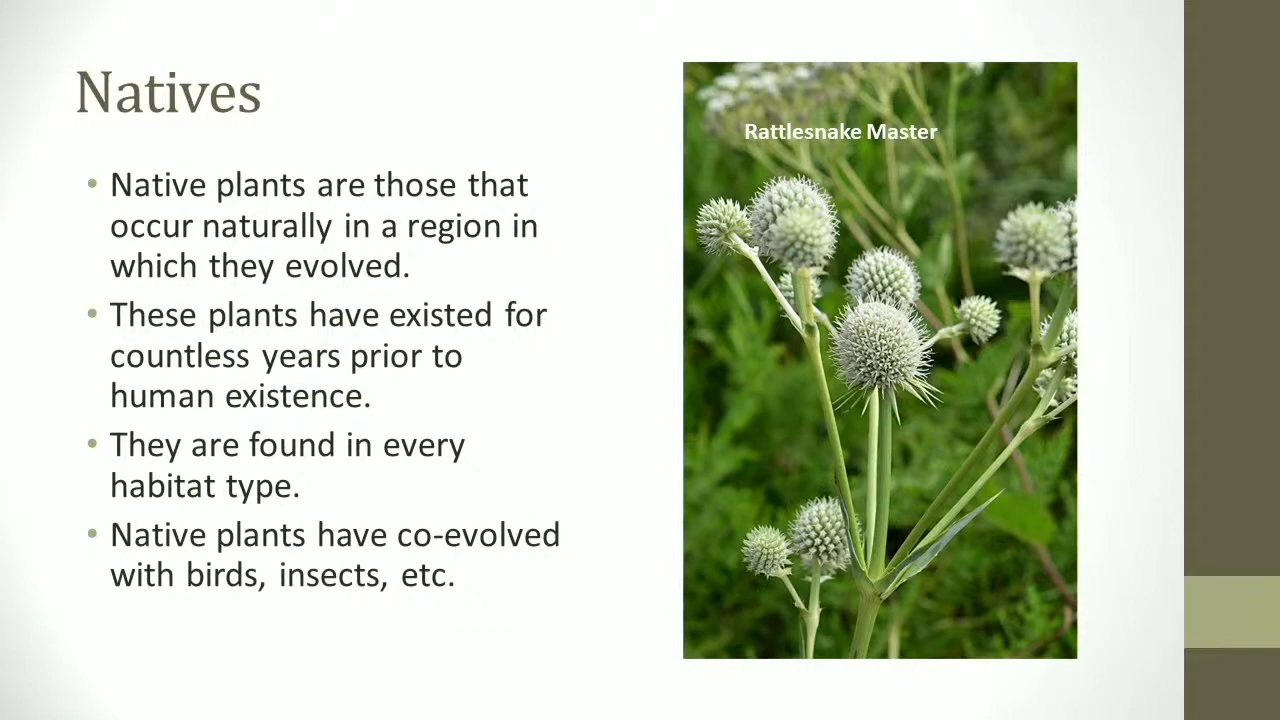 Natives
• Native plants are those that
occur naturally in a region in
which they evolved.
• These plants have existed for
countless years prior to
human existence.
• They are found in every
habitat type.
• Native plants have co-evolved
with birds, insects, etc.
Rattlesnake Master